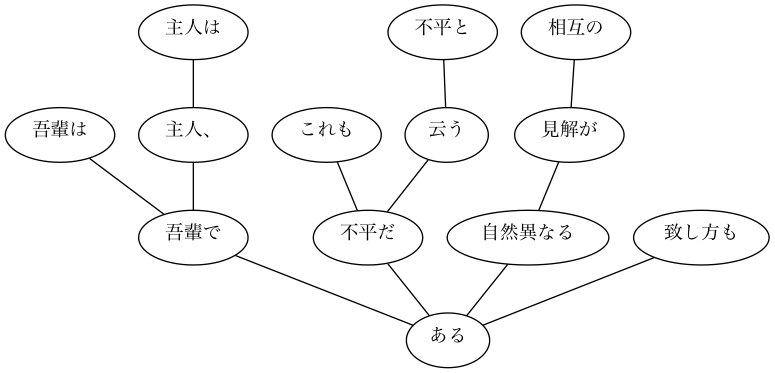 主人は 不平と 相互の
吾輩は 主人、 これも 云う 見解が
吾輩で 不平だ 自然異なる 致し方も
ある